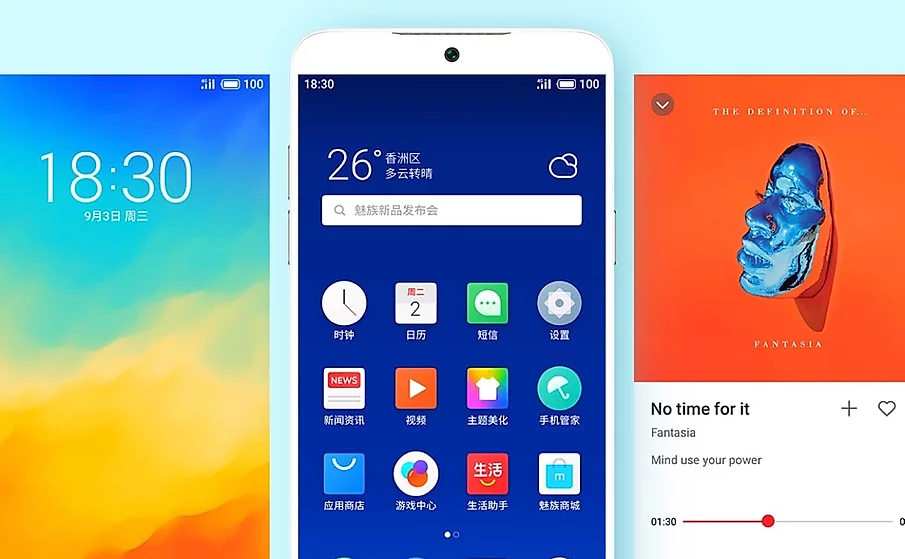 100
18:30
9月3日 周三
18:30
100
26°
香洲区
多云转晴
魅族新品发布会
周二
2
时钟
日历
短信
设置
NEWS
新闻资讯
视频
主题美化
手机管家
生活
m
应用商店
游戏中心
生活助手
魅族商城
THE DEFINITION OF...
FANTASIA
No time for it
Fantasia
Mind use your power
01:30
0